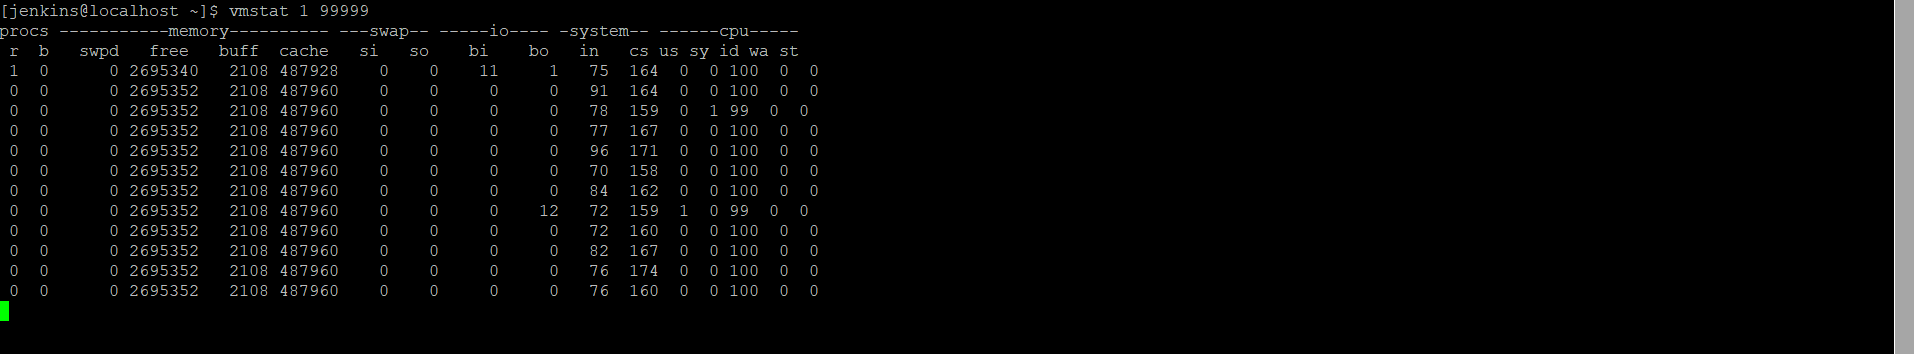 [jenkins@localhost ~]$ vmstat 1 99999
procs -----------memory---------- ---swap-- -----io---- -system-- ------cpu-----
 r  b   swpd   free   buff  cache   si   so    bi    bo   in   cs us sy id wa st
 1  0      0 2695340   2108 487928    0    0    11     1   75  164  0  0 100  0  0
 0  0      0 2695352   2108 487960    0    0     0     0   91  164  0  0 100  0  0
 0  0      0 2695352   2108 487960    0    0     0     0   78  159  0  1 99  0  0
 0  0      0 2695352   2108 487960    0    0     0     0   77  167  0  0 100  0  0
 0  0      0 2695352   2108 487960    0    0     0     0   96  171  0  0 100  0  0
 0  0      0 2695352   2108 487960    0    0     0     0   70  158  0  0 100  0  0
 0  0      0 2695352   2108 487960    0    0     0     0   84  162  0  0 100  0  0
 0  0      0 2695352   2108 487960    0    0     0    12   72  159  1  0 99  0  0
 0  0      0 2695352   2108 487960    0    0     0     0   72  160  0  0 100  0  0
 0  0      0 2695352   2108 487960    0    0     0     0   82  167  0  0 100  0  0
 0  0      0 2695352   2108 487960    0    0     0     0   76  174  0  0 100  0  0
 0  0      0 2695352   2108 487960    0    0     0     0   76  160  0  0 100  0  0